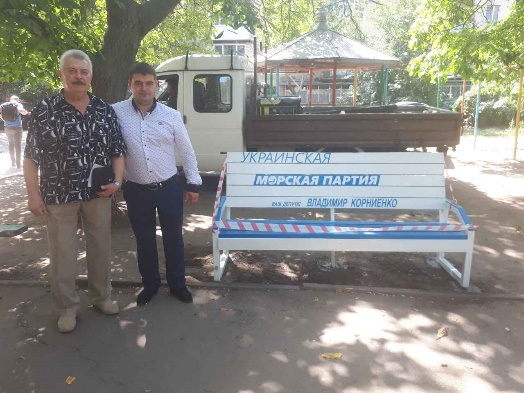 УКРАИНСКАЯ
МОРСКАЯ ПАРТИЯ
ВЛАДИМИР КОРНИЕНКО